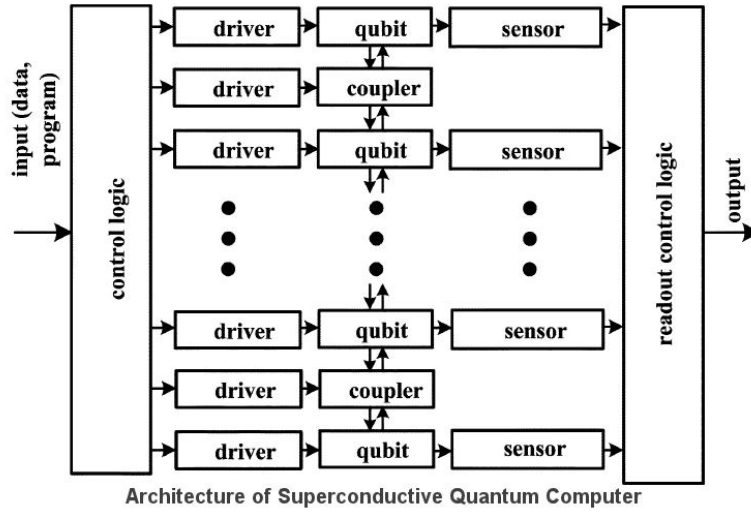 input (data,
program)
control logic
driver
qubit
sensor
driver
coupler
driver
qubit
sensor
driver
qubit
sensor
driver
coupler
driver
qubit
sensor
readout control logic
output
Architecture of Superconductive Quantum Computer